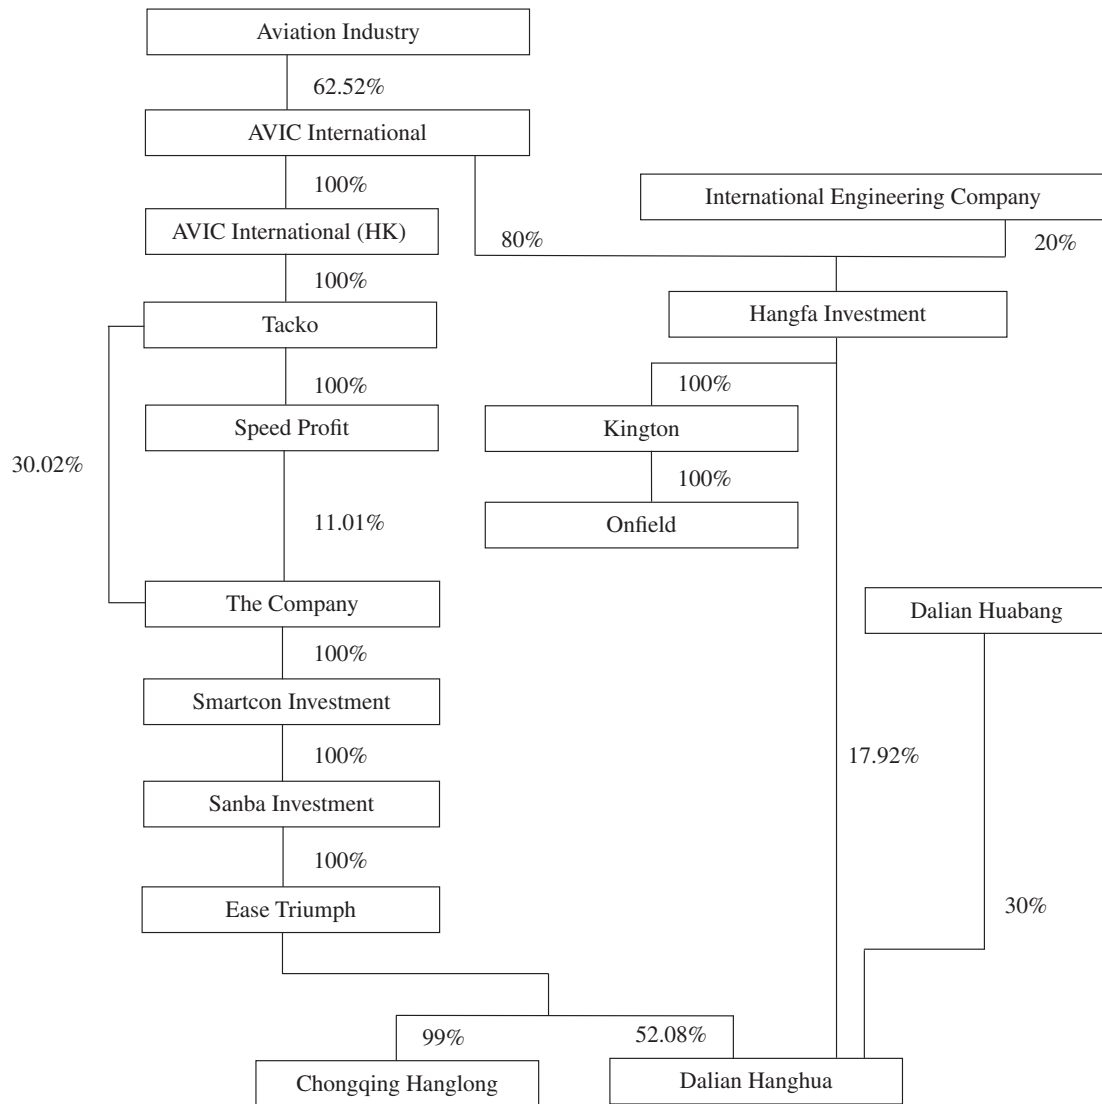 Aviation Industry
62.52%
AVIC International
100%
International Engineering Company
AVIC International (HK)
80%
20%
100%
Hangfa Investment
Tacko
100%
100%
Speed Profit
Kington
30.02%
100%
11.01%
Onfield
The Company
Dalian Huabang
100%
Smartcon Investment
100%
17.92%
Sanba Investment
100%
Ease Triumph
30%
99%
52.08%
Chongqing Hanglong
Dalian Hanghua